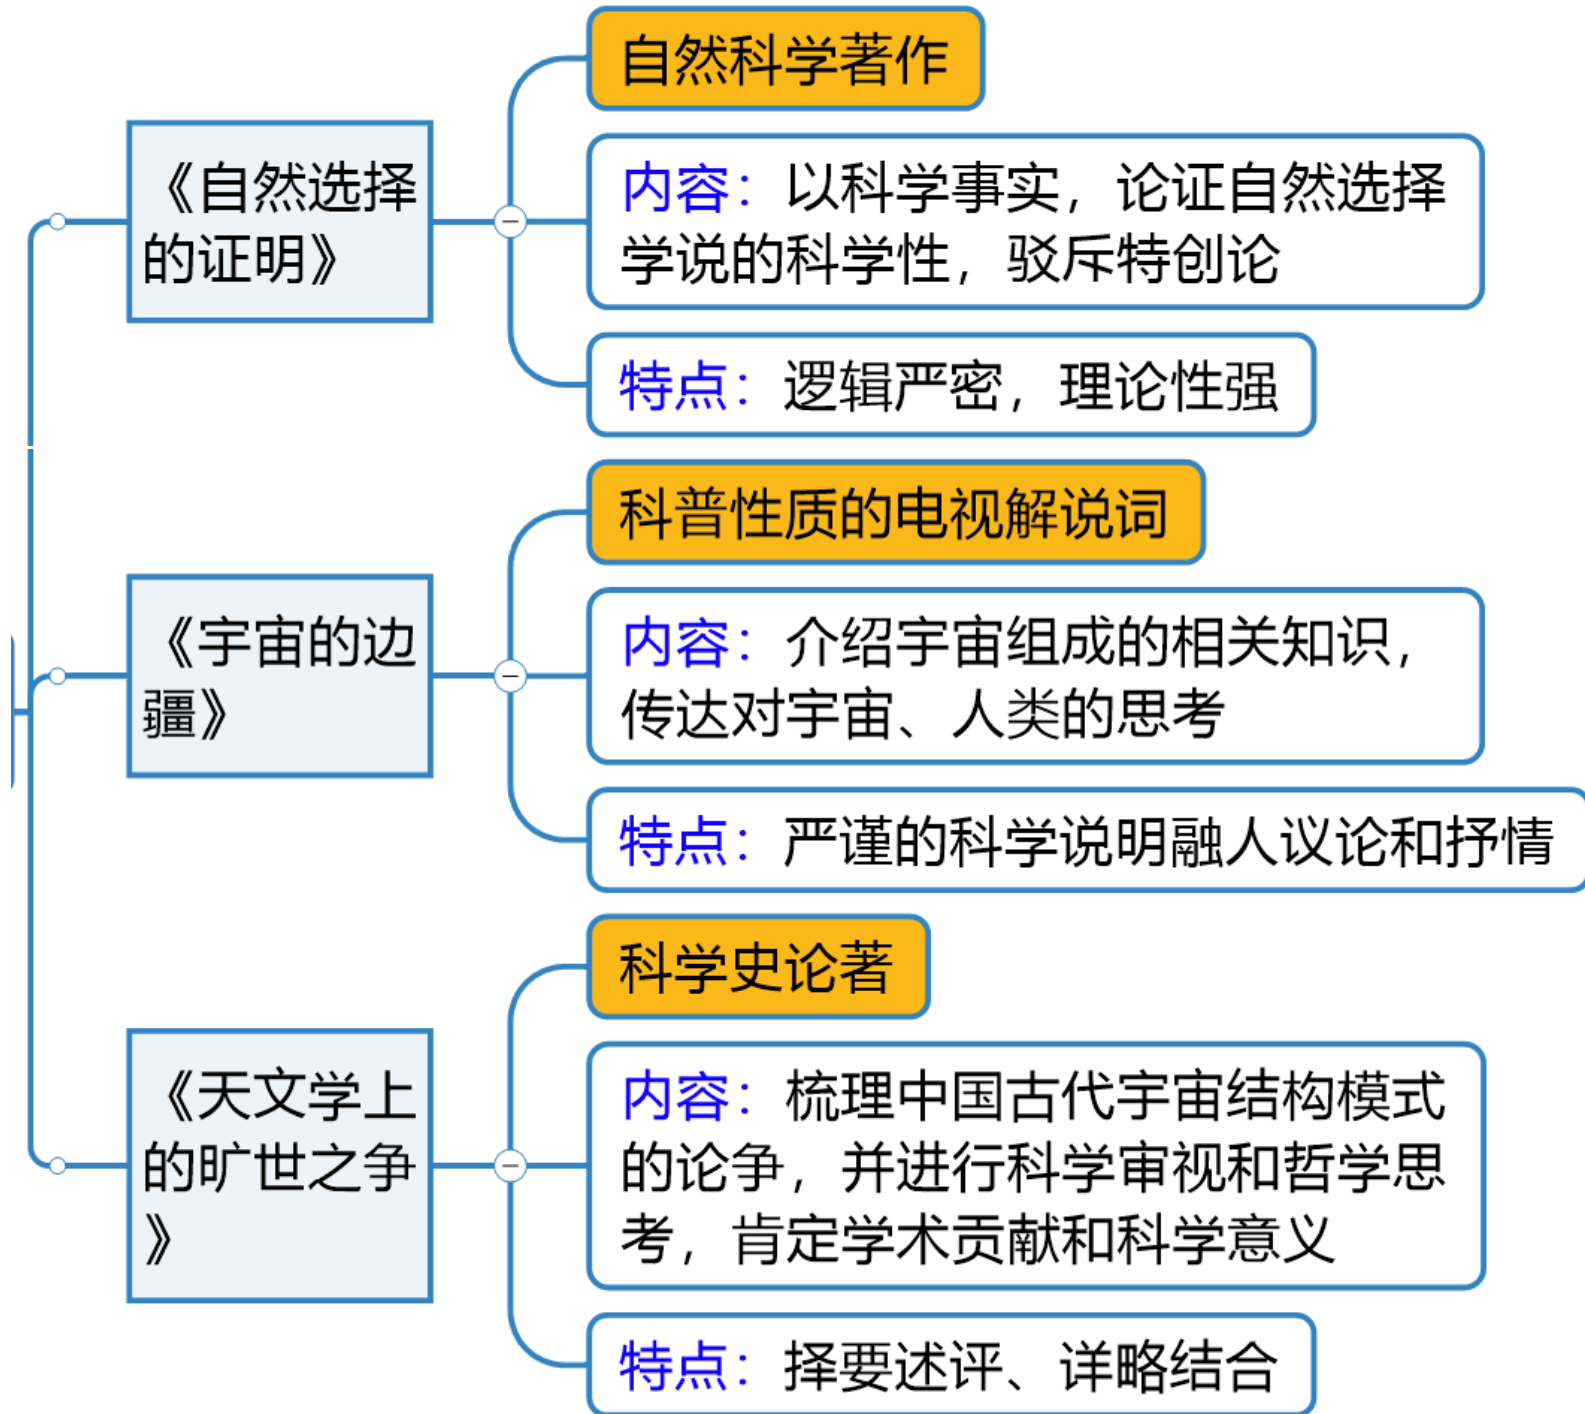 《自然选择
的证明》
自然科学著作
内容：以科学事实，论证自然选择
学说的科学性，驳斥特创论
特点：逻辑严密，理论性强
《宇宙的边
疆》
科普性质的电视解说词
内容：介绍宇宙组成的相关知识，
传达对宇宙、人类的思考
特点：严谨的科学说明融人议论和抒情
《天文学上
的旷世之争
》
科学史论著
内容：梳理中国古代宇宙结构模式
的论争，并进行科学审视和哲学思
考，肯定学术贡献和科学意义
特点：择要述评、详略结合